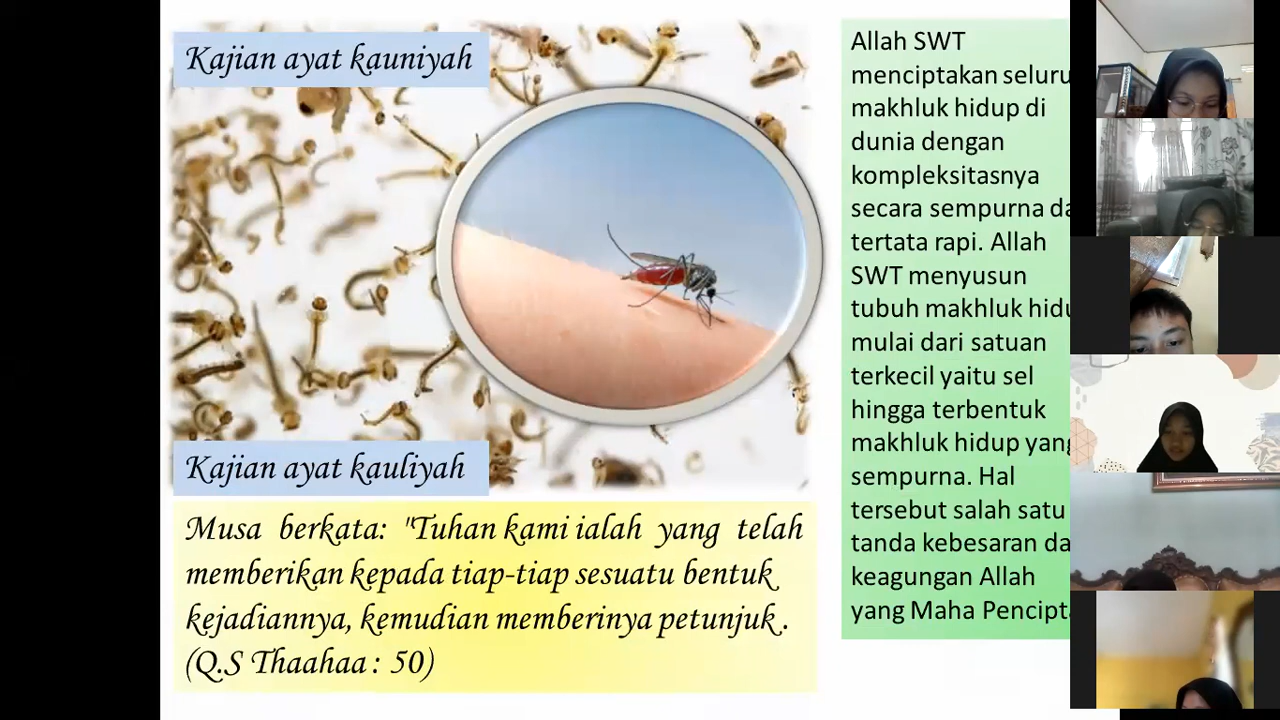 Kajian ayat kauniyah
Kajian ayat kauliyah
Musa berkata: "Tuhan kami ialah yang telah
memberikan kepada tiap-tiap sesuatu bentuk
kejadiannya, kemudian memberinya petunjuk.
(Q.S Thaahaa : 50)
Allah SWT
menciptakan seluru
makhluk hidup di
dunia dengan
kompleksitasnya
secara sempurna da
tertata rapi. Allah
SWT menyusun
tubuh makhluk hidu
mulai dari satuan
terkecil yaitu sel
hingga terbentuk
makhluk hidup yang
sempurna. Hal
tersebut salah satu
tanda kebesaran da
keagungan Allah
yang Maha Pencipt